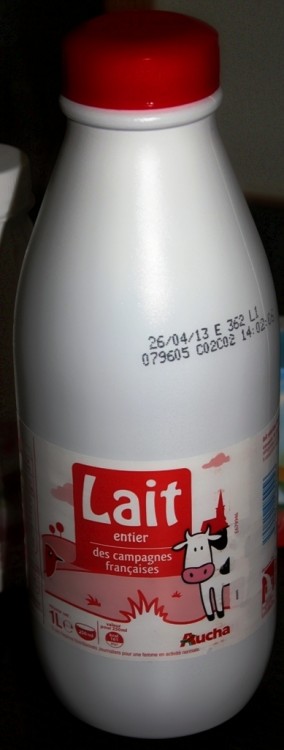 26/04/13 E 362 L1
079605 C02C02 14:02:
Lait
entier
des campagnes
françaises
1L e
Auchan